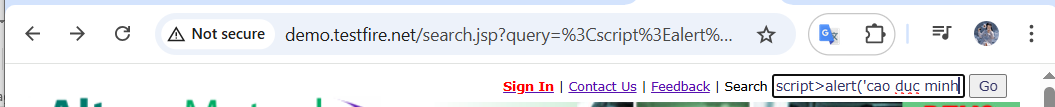 Not secure demo.testfire.net/search.jsp?query=%3Cscript%3Ealert%...
Sign In | Contact Us | Feedback | Search script>alert('cao dục minh Go